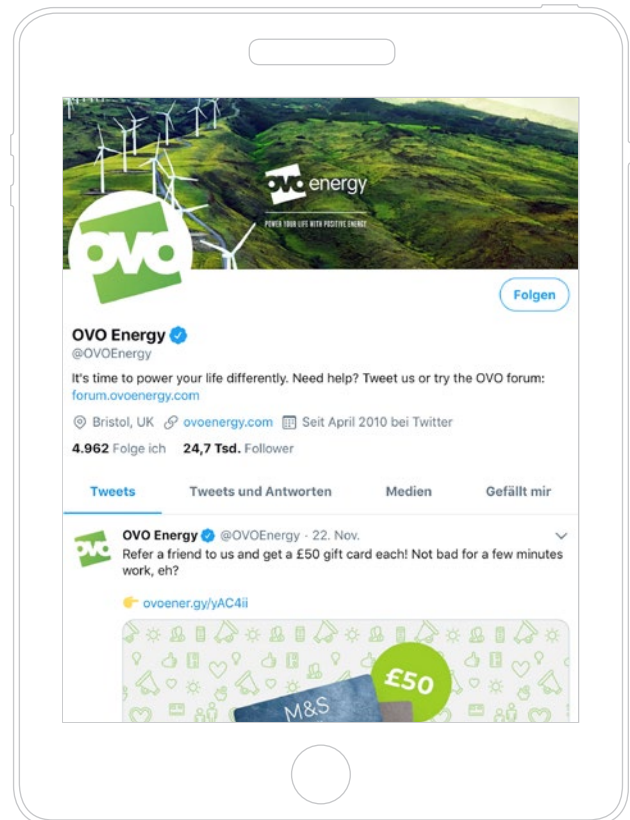 ovo energy
POWER YOUR LIFE WITH POSITIVE ENERGY
ovo
Folgen
OVO Energy
@OVOEnergy
It's time to power your life differently. Need help? Tweet us or try the OVO forum:
forum.ovoenergy.com
Bristol, UK ovoenergy.com Seit April 2010 bei Twitter
4.962 Folge ich 24,7 Tsd. Follower
Tweets Tweets und Antworten Medien Gefällt mir
ovo
OVO Energy @OVOEnergy · 22. Nov.
Refer a friend to us and get a £50 gift card each! Not bad for a few minutes
work, eh?
👉 ovoener.gy/yAC4ii
£50
M&S